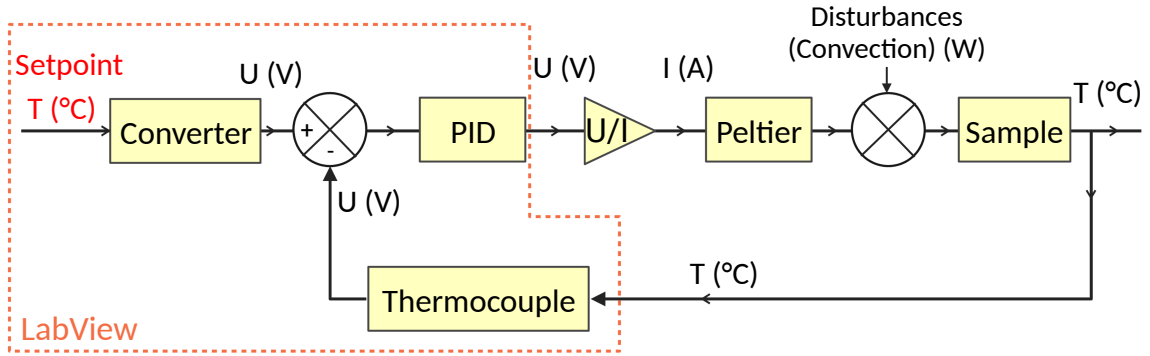 Disturbances
(Convection) (W)
Setpoint
T (°C)
U (V)
U (V)
I (A)
T (°C)
Converter
+
-
PID
U/I
Peltier
Sample
U (V)
T (°C)
Thermocouple
LabView